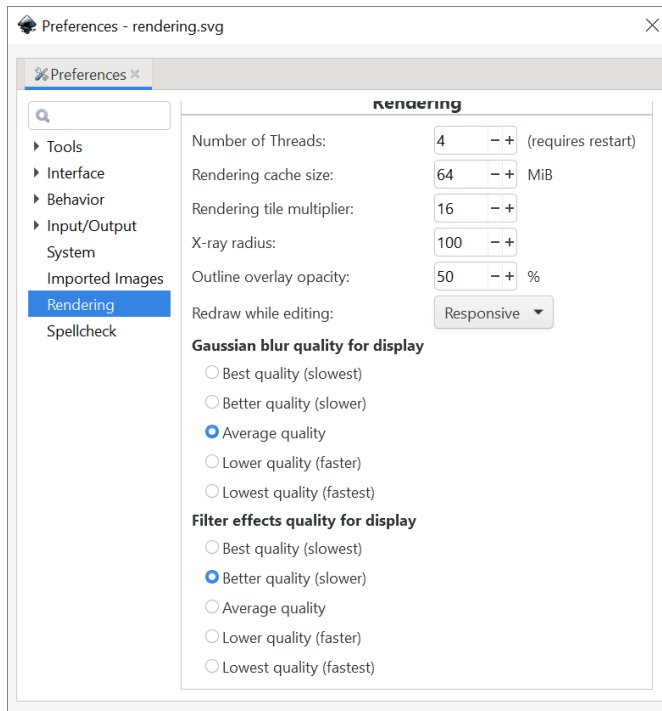 Preferences - rendering.svg
Preferences
Rendering
Tools
Interface
Behavior
Input/Output
System
Imported Images
Rendering
Spellcheck
Number of Threads: 4 (requires restart)
Rendering cache size: 64 MiB
Rendering tile multiplier: 16
X-ray radius: 100
Outline overlay opacity: 50 %
Redraw while editing: Responsive
Gaussian blur quality for display
Best quality (slowest)
Better quality (slower)
Average quality
Lower quality (faster)
Lowest quality (fastest)
Filter effects quality for display
Best quality (slowest)
Better quality (slower)
Average quality
Lower quality (faster)
Lowest quality (fastest)